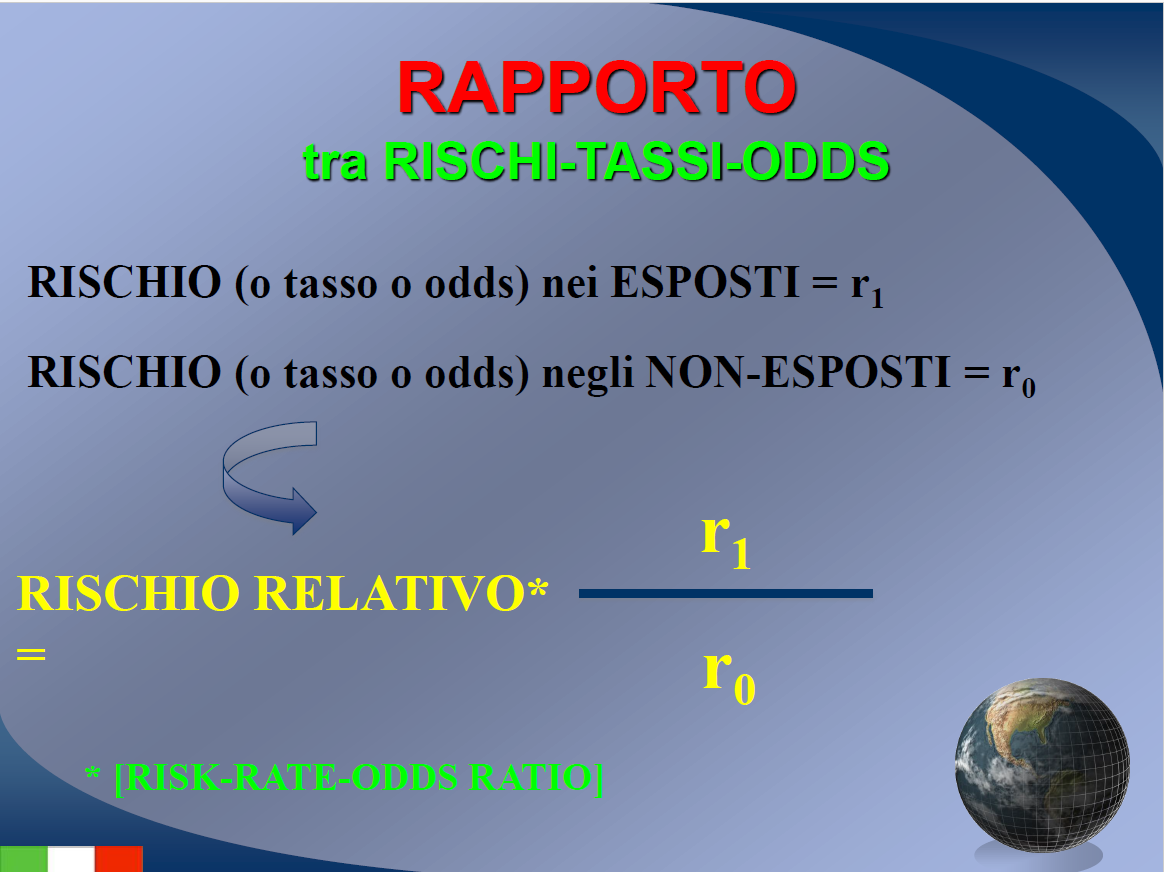 RAPPORTO
tra RISCHI-TASSI-ODDS
RISCHIO (o tasso o odds) nei ESPOSTI = r₁
RISCHIO (o tasso o odds) negli NON-ESPOSTI = r₀
r₁
RISCHIO RELATIVO*
=
r₀
* [RISK-RATE-ODDS RATIO]